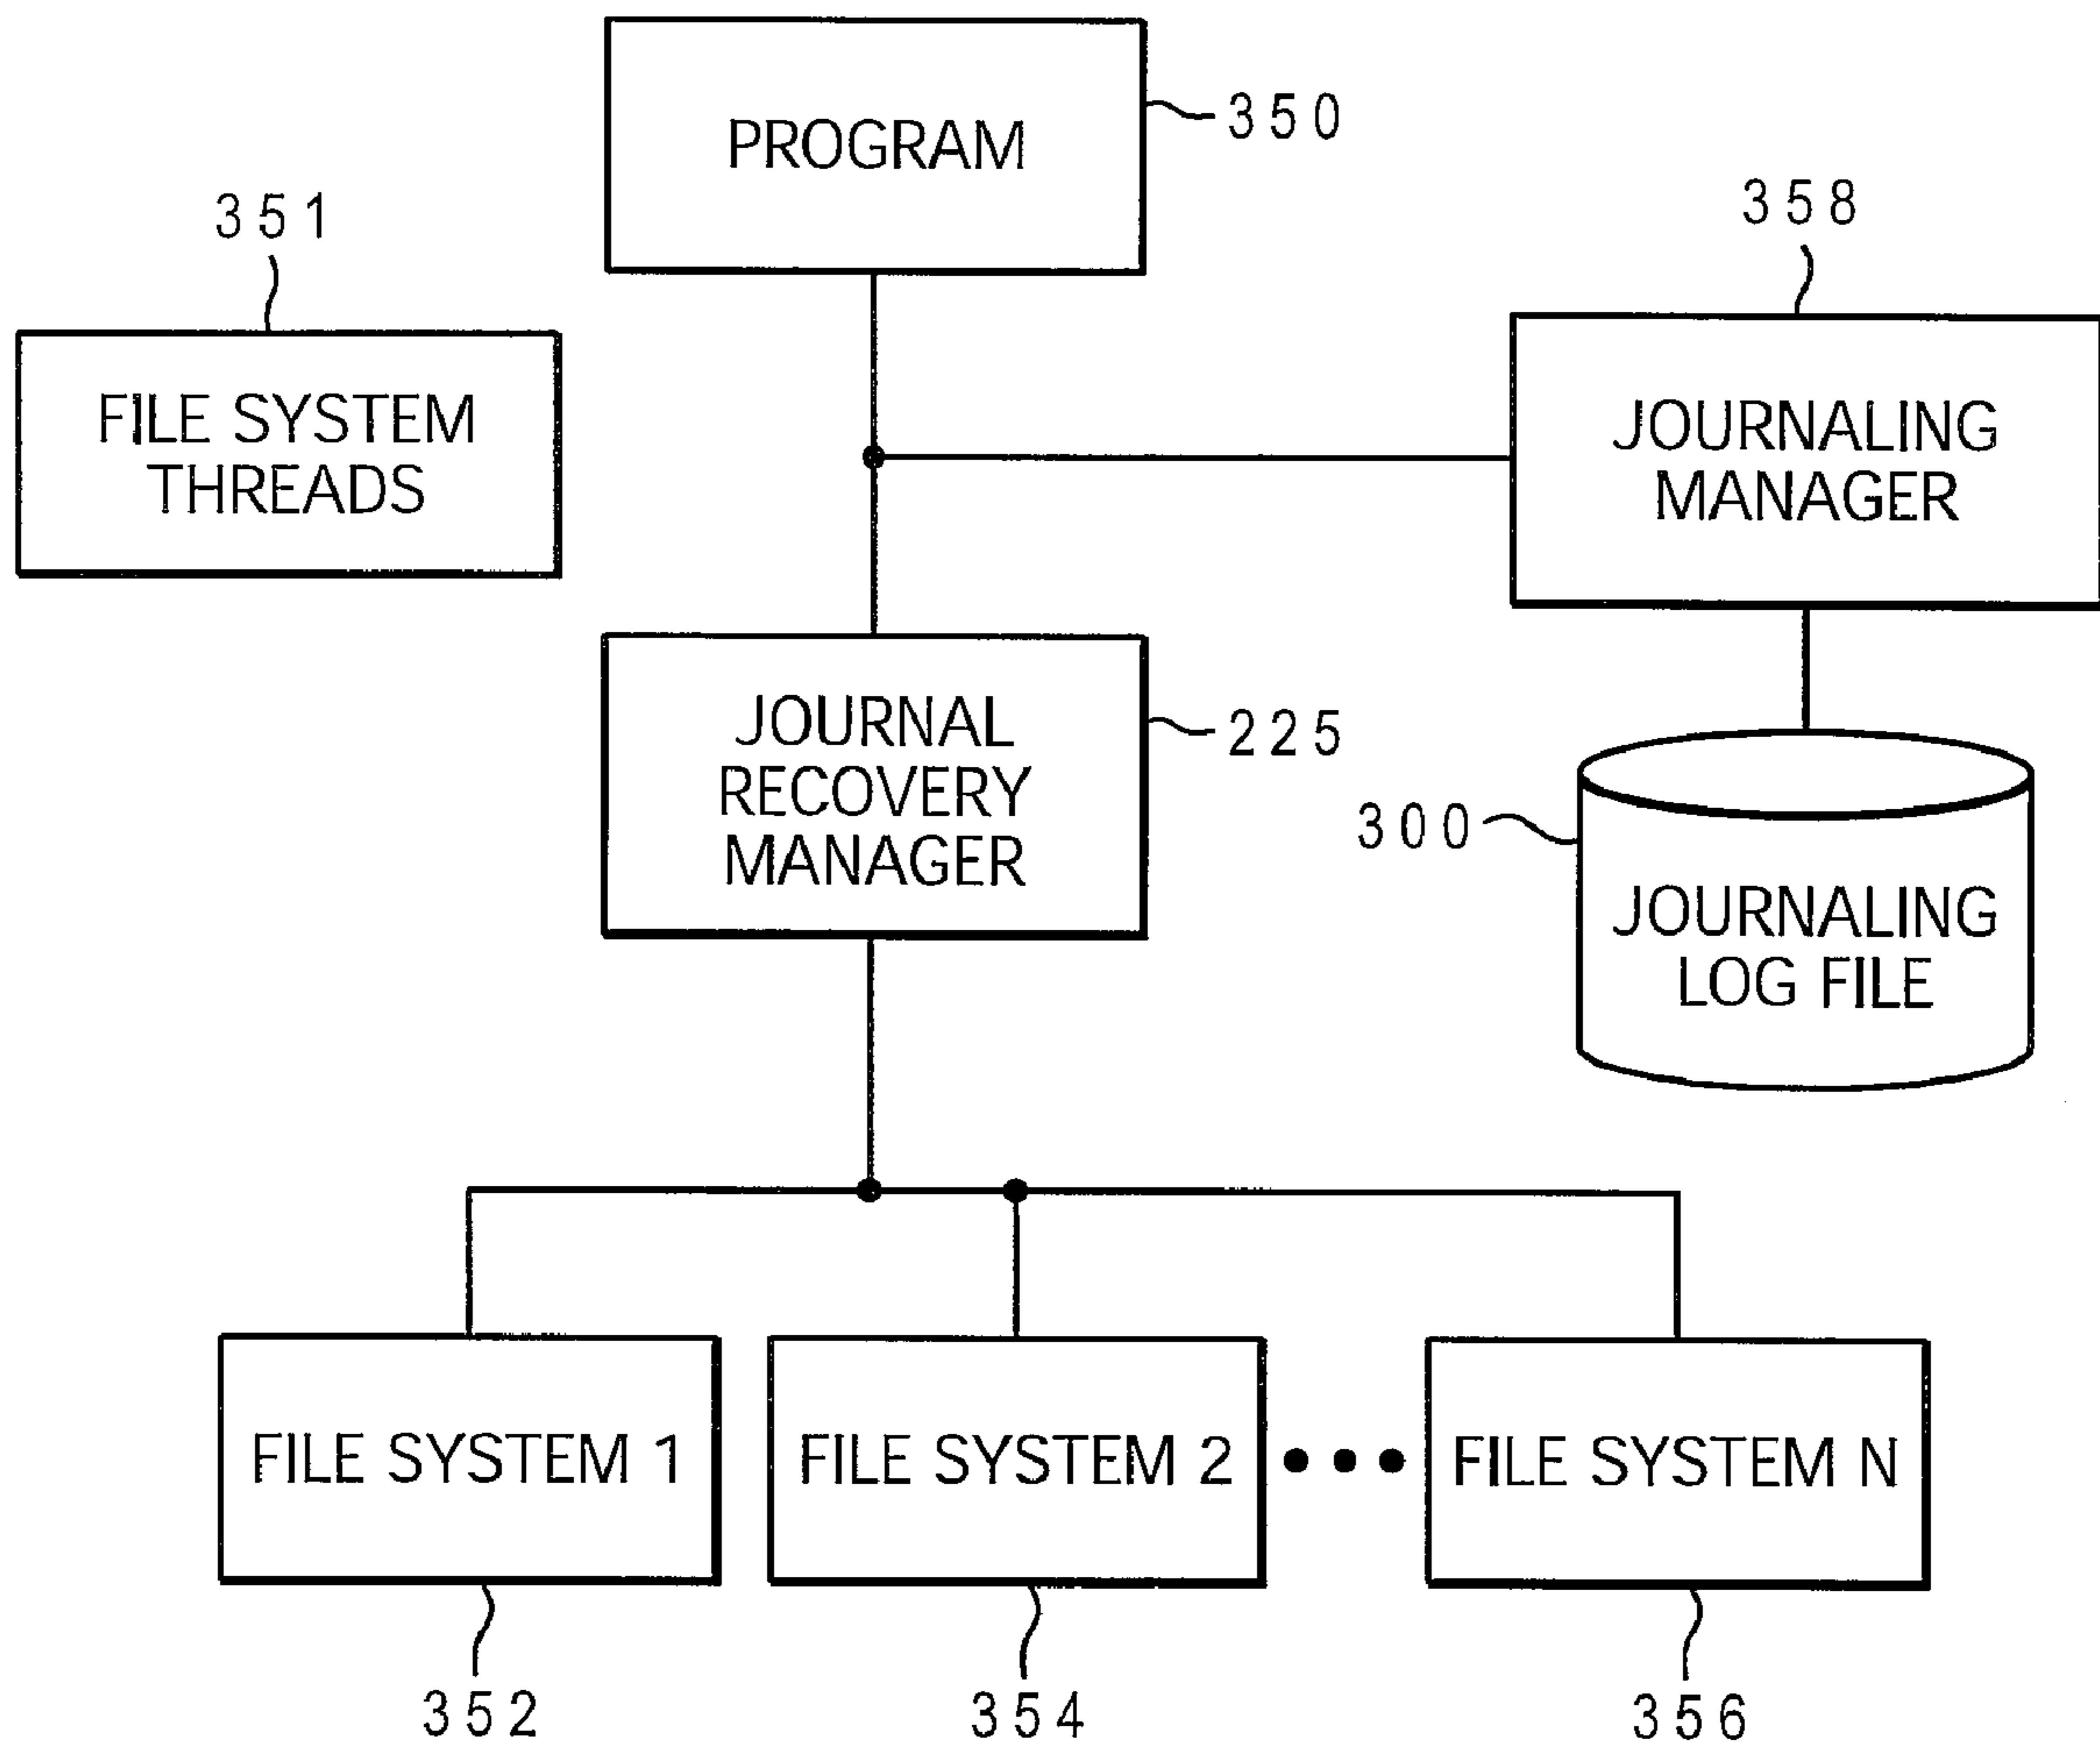 PROGRAM
350
351
358
FILE SYSTEM
THREADS
JOURNALING
MANAGER
JOURNAL
RECOVERY
MANAGER
225
300
JOURNALING
LOG FILE
FILE SYSTEM 1
FILE SYSTEM 2
FILE SYSTEM N
352
354
356